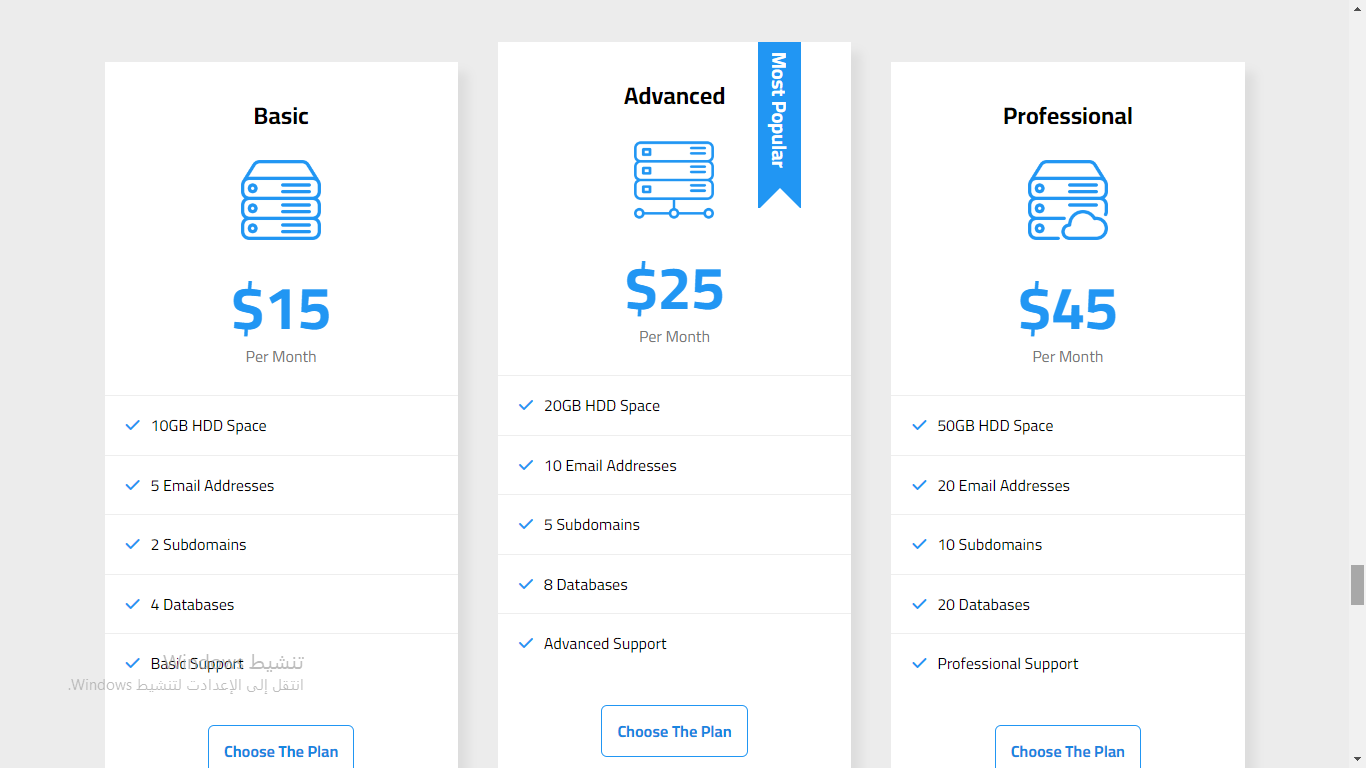 Basic
$15
Per Month
10GB HDD Space
5 Email Addresses
2 Subdomains
4 Databases
Basic Support
Choose The Plan
Advanced
Most Popular
$25
Per Month
20GB HDD Space
10 Email Addresses
5 Subdomains
8 Databases
Advanced Support
Choose The Plan
Professional
$45
Per Month
50GB HDD Space
20 Email Addresses
10 Subdomains
20 Databases
Professional Support
Choose The Plan
تنشيط Windows
انتقل إلى الإعدادت لتنشيط Windows.